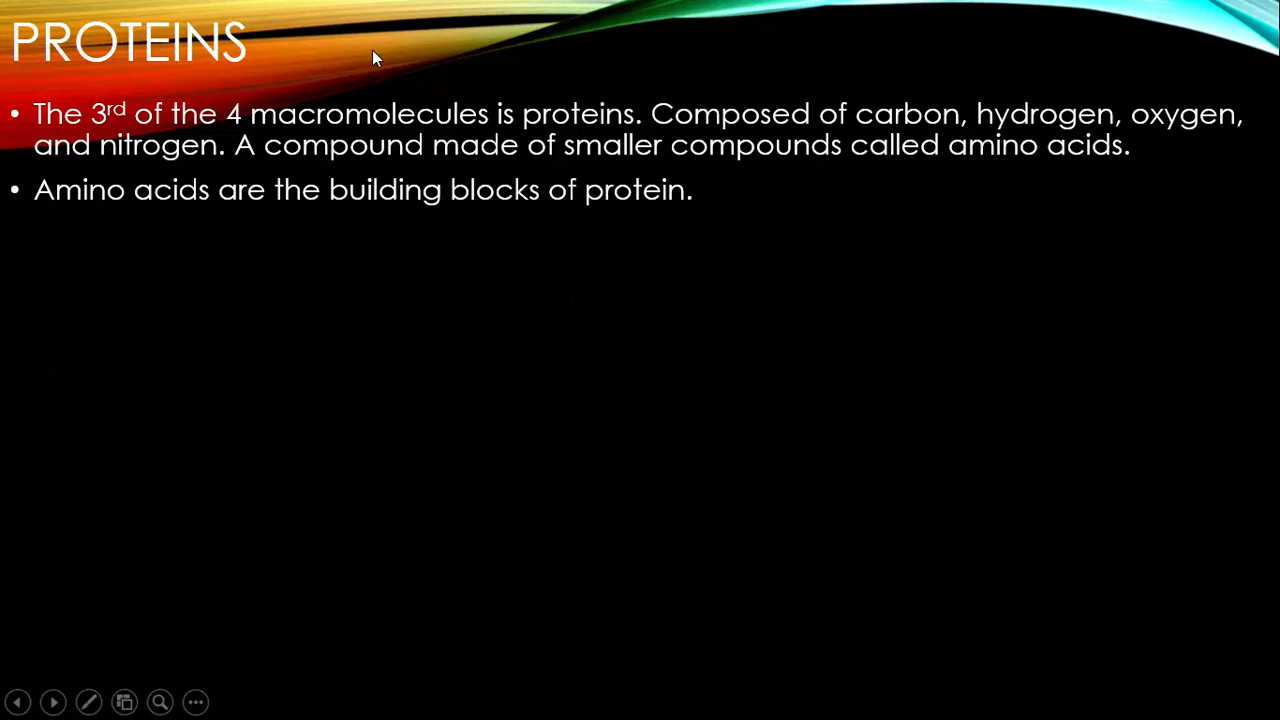 PROTEINS
• The 3rd of the 4 macromolecules is proteins. Composed of carbon, hydrogen, oxygen,
and nitrogen. A compound made of smaller compounds called amino acids.
• Amino acids are the building blocks of protein.